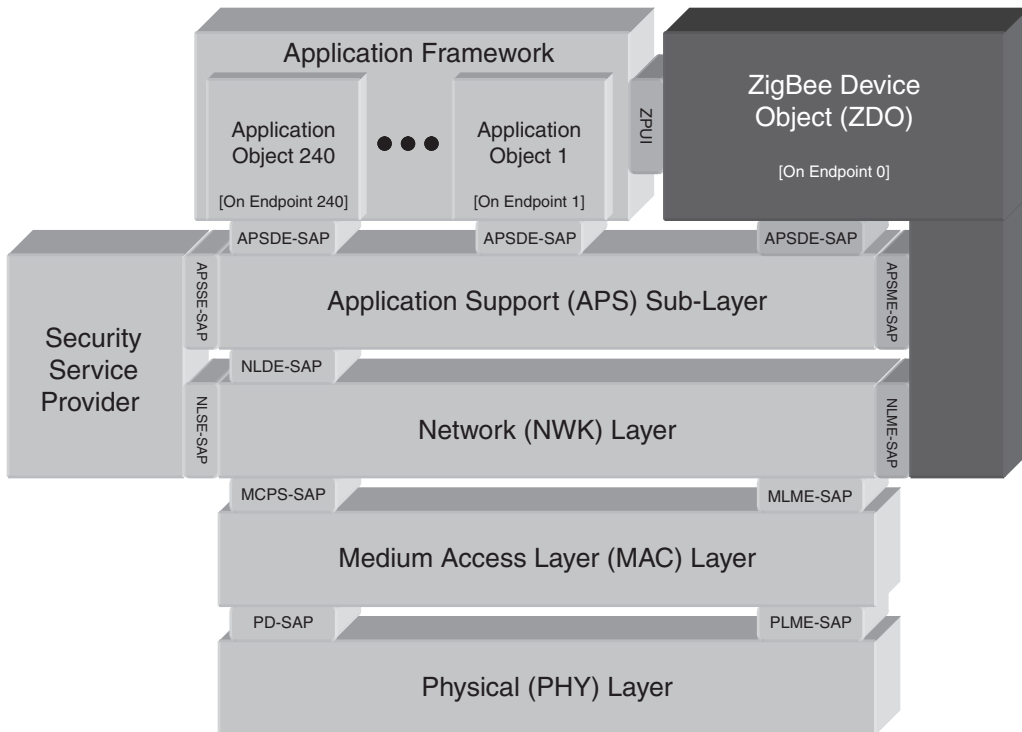 Application Framework
Application
Object 240
[On Endpoint 240]
Application
Object 1
[On Endpoint 1]
ZPUI
ZigBee Device
Object (ZDO)
[On Endpoint 0]
APSDE-SAP
APSDE-SAP
APSDE-SAP
Security
Service
Provider
APSSE-SAP
Application Support (APS) Sub-Layer
APSME-SAP
NLDE-SAP
NLSE-SAP
Network (NWK) Layer
NLME-SAP
MCPS-SAP
MLME-SAP
Medium Access Layer (MAC) Layer
PD-SAP
PLME-SAP
Physical (PHY) Layer